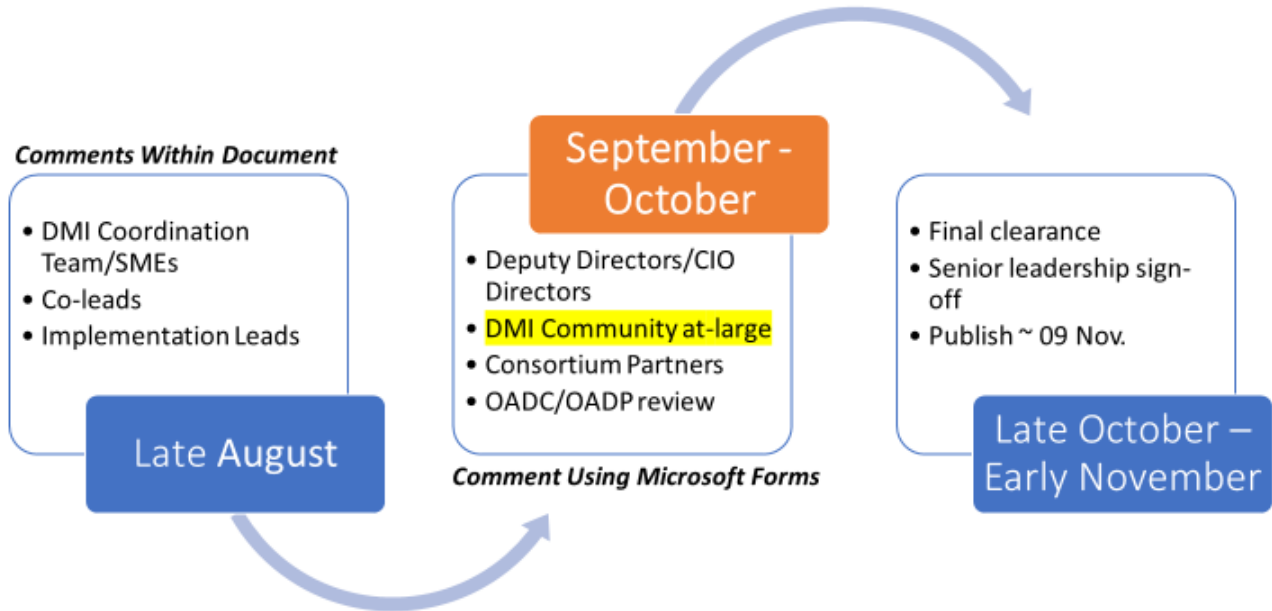 Comments Within Document
• DMI Coordination
Team/SMEs
• Co-leads
• Implementation Leads
Late August
September -
October
• Deputy Directors/CIO
Directors
• DMI Community at-large
• Consortium Partners
• OADC/OADP review
Comment Using Microsoft Forms
• Final clearance
• Senior leadership sign-
off
• Publish ~ 09 Nov.
Late October –
Early November